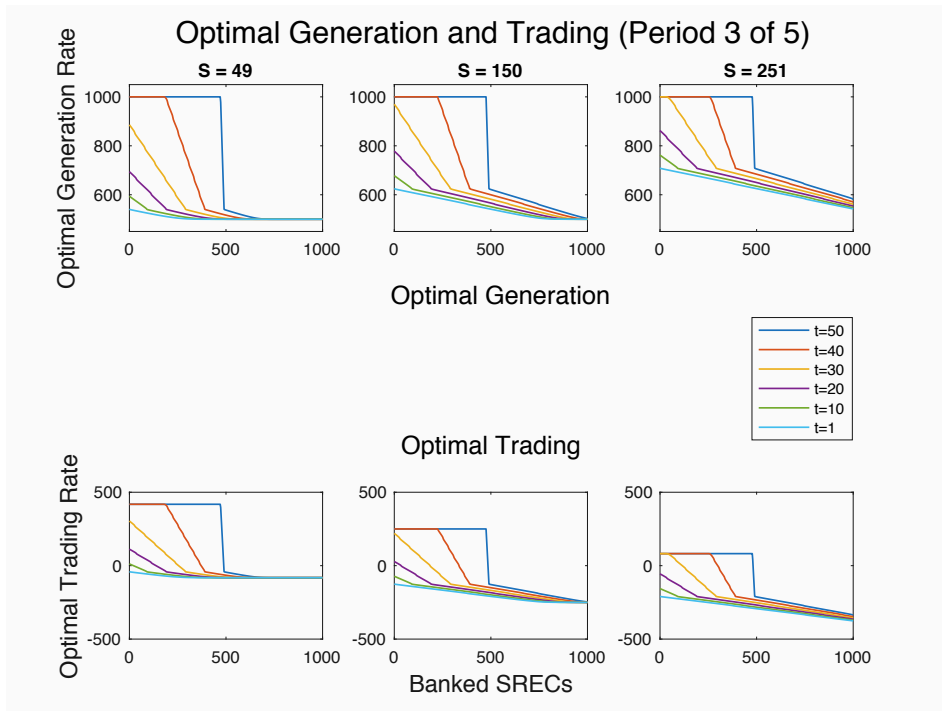 Optimal Generation and Trading (Period 3 of 5)
S = 49
S = 150
S = 251
Optimal Generation Rate
1000
800
600
0 500 1000
1000
800
600
0 500 1000
1000
800
600
0 500 1000
Optimal Generation
t=50
t=40
t=30
t=20
t=10
t=1
Optimal Trading
Optimal Trading Rate
500
0
-500
0 500 1000
500
0
-500
0 500 1000
500
0
-500
0 500 1000
Banked SRECs